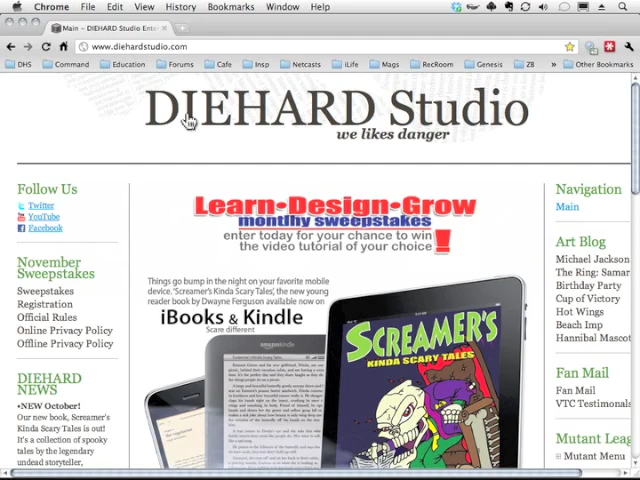 Chrome File Edit View History Bookmarks Window Help
Main – DIEHARD Studio Ente
www.diehardstudio.com
DHS Command Education Forums Cafe Insp Netcasts iLife Mags RecRoom Genesis ZB » Other Bookmarks
DIEHARD Studio
we likes danger
Follow Us
Twitter
YouTube
Facebook
November
Sweepstakes
Sweepstakes
Registration
Official Rules
Online Privacy Policy
Offline Privacy Policy
DIEHARD
NEWS
•NEW October!
Our new book, Screamer's
Kinda Scary Tales is out!
It's a collection of spooky
tales by the legendary
undead storyteller,
Learn•Design•Grow
monthly sweepstakes
enter today for your chance to win
the video tutorial of your choice!
Things go bump in the night on your favorite mobile
device. 'Screamer's Kinda Scary Tales', the new young
reader book by Dwayne Ferguson available now on
iBooks & Kindle
Scare different
amazonkindle
SCREAMER'S
KINDA SCARY TALES
Navigation
Main
Art Blog
Michael Jackson
The Ring: Samar
Birthday Party
Cup of Victory
Hot Wings
Beach Imp
Hannibal Mascot
Fan Mail
Fan Mail
VTC Testimonals
Mutant Leag
Mutant Menu